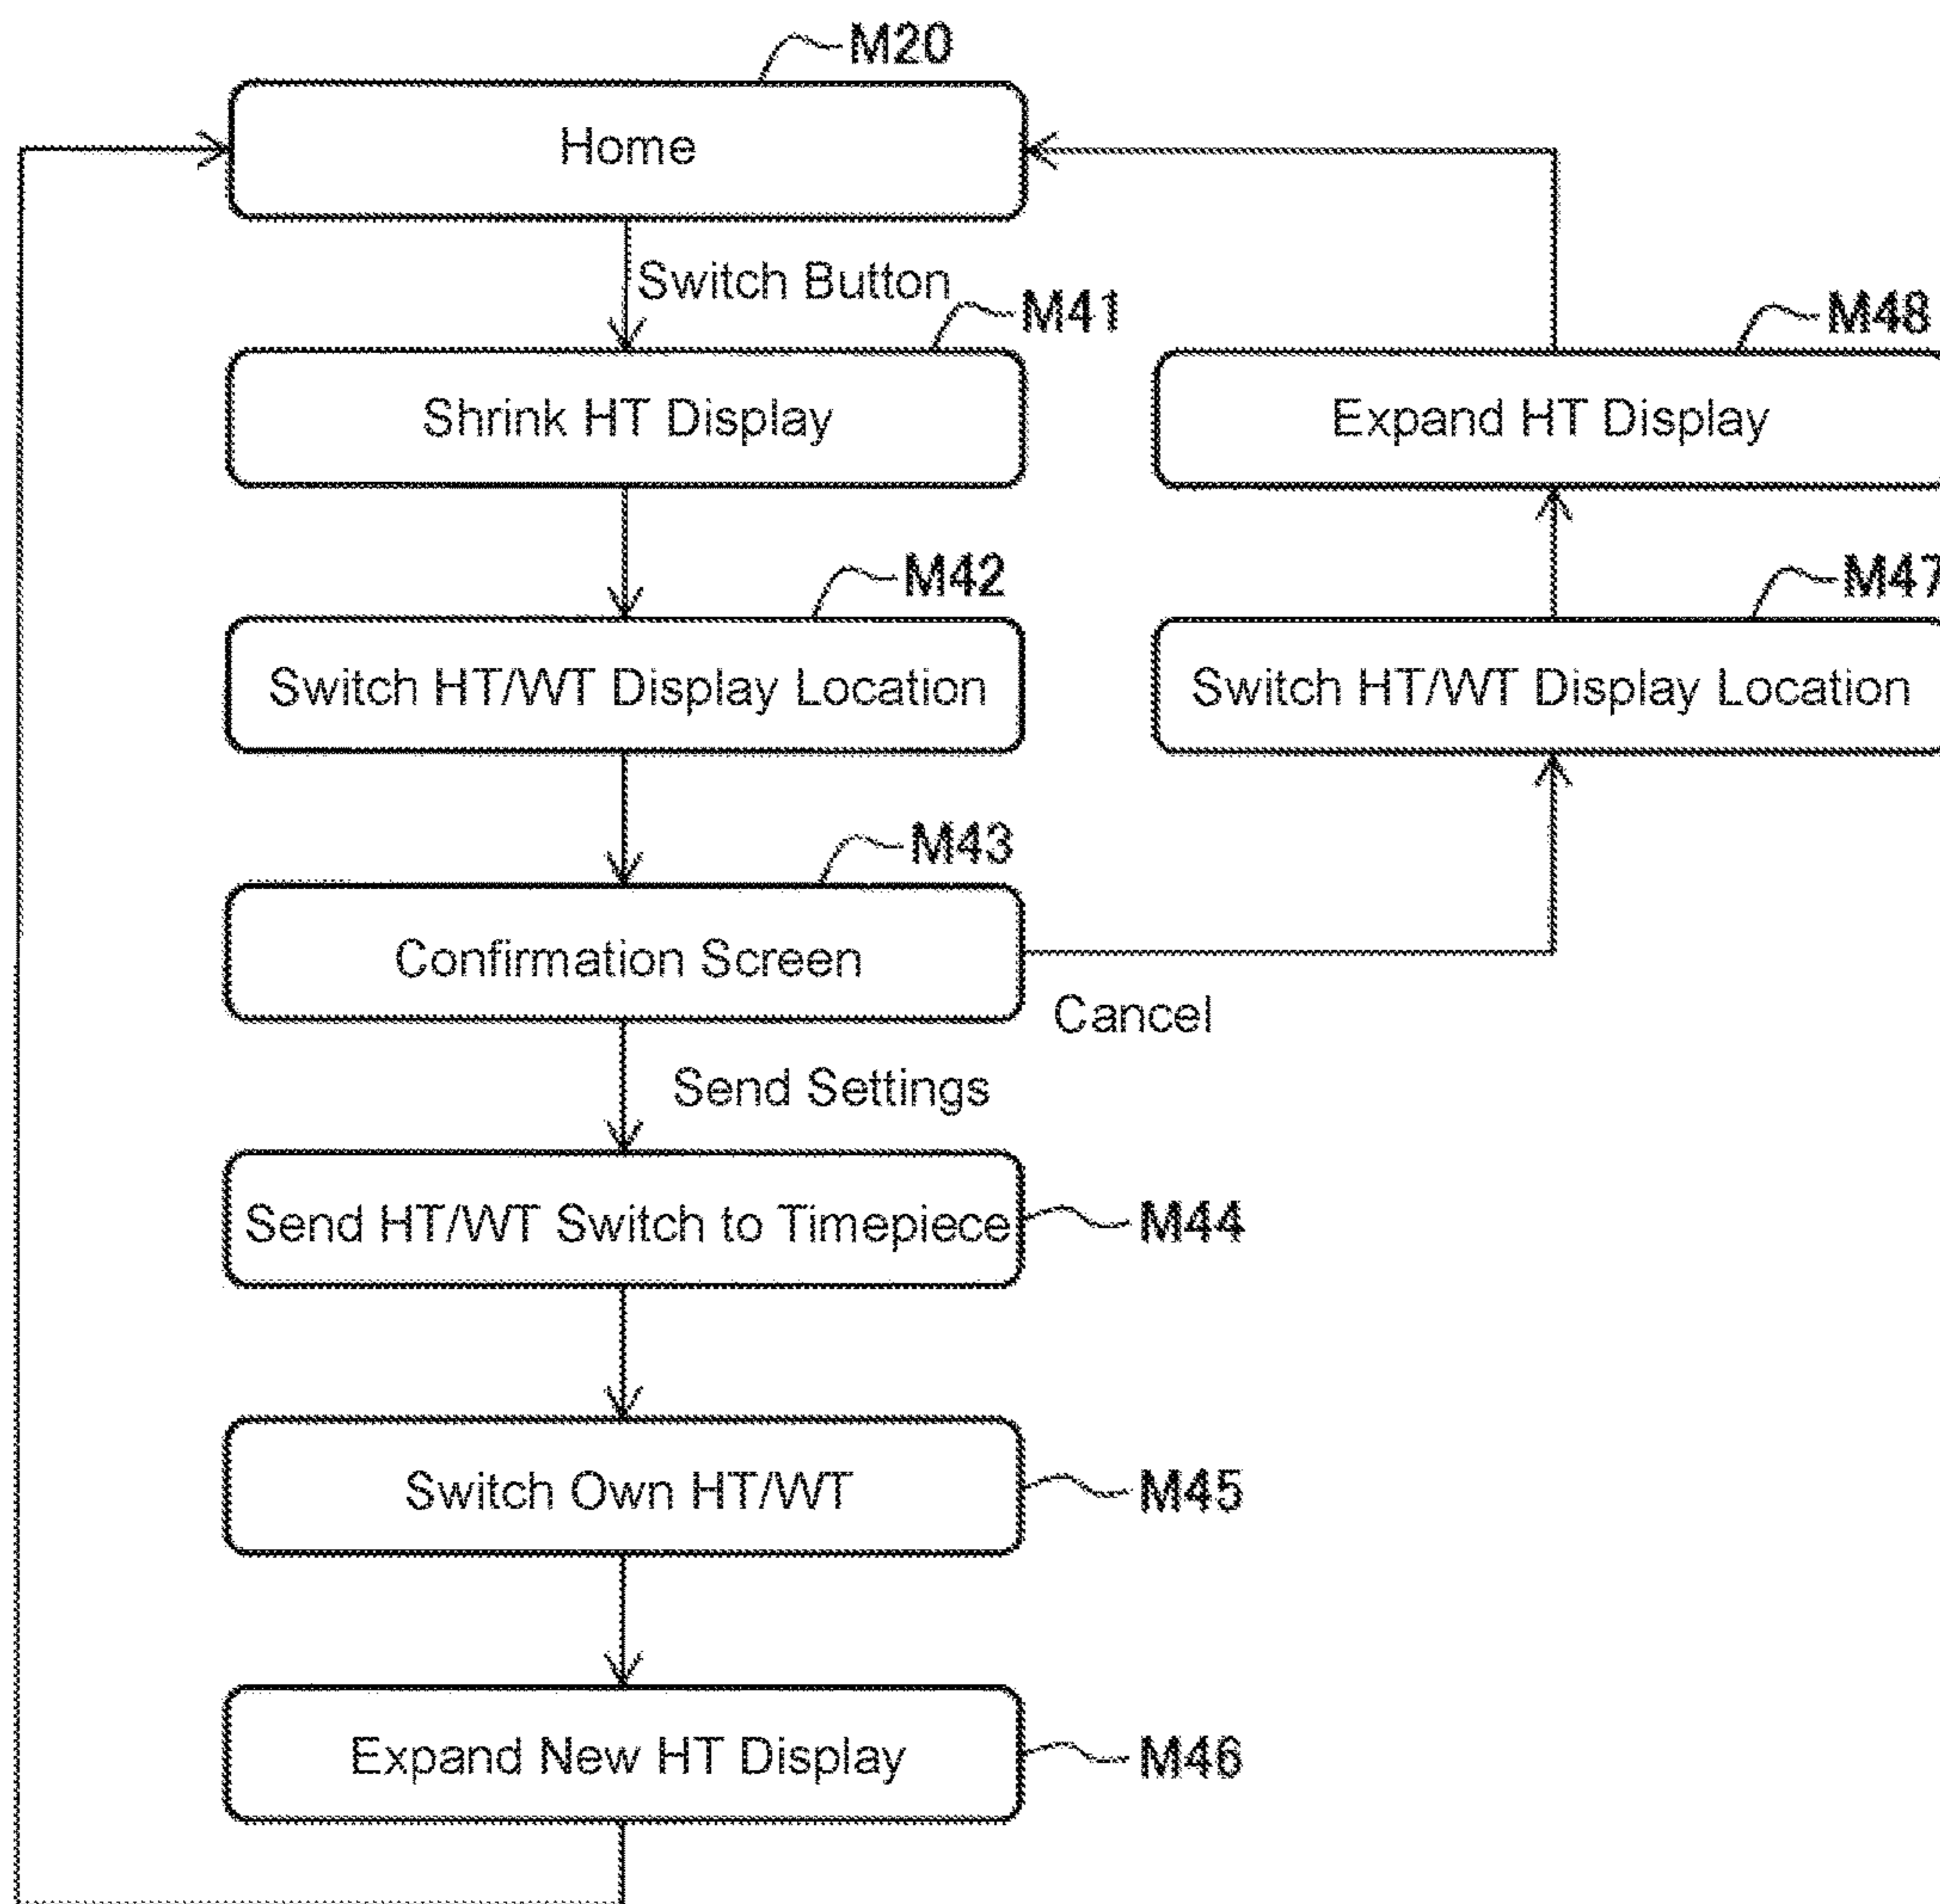 M20
Home
Switch Button
M41
M48
Shrink HT Display
Expand HT Display
M42
M47
Switch HT/WT Display Location
Switch HT/WT Display Location
M43
Confirmation Screen
Cancel
Send Settings
Send HT/WT Switch to Timepiece
M44
Switch Own HT/WT
M45
Expand New HT Display
M46